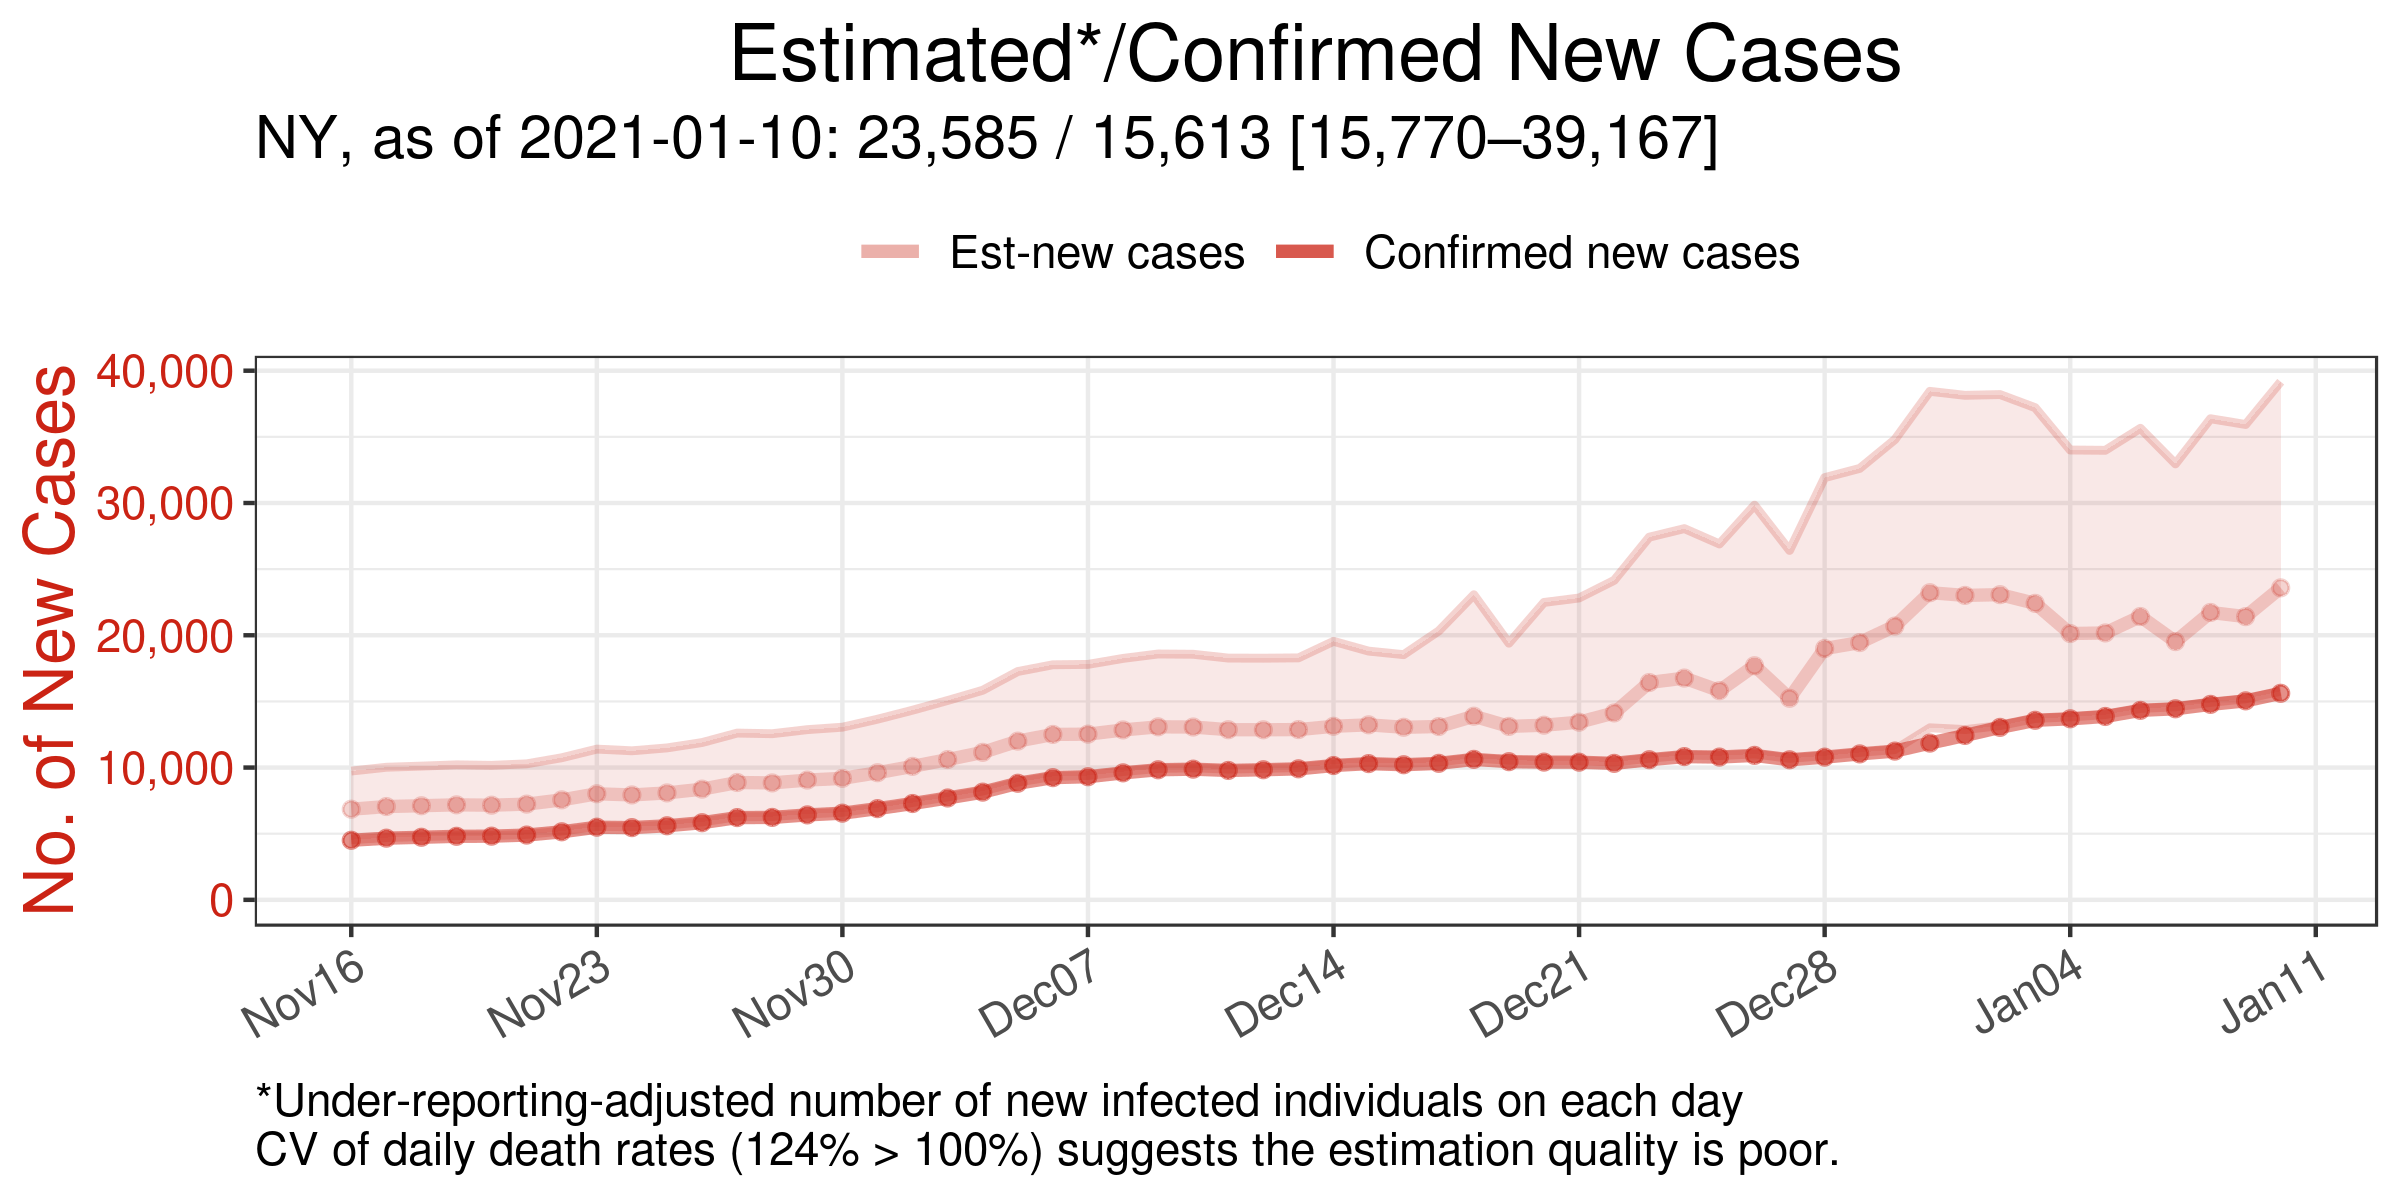 Estimated*/Confirmed New Cases
NY, as of 2021-01-10: 23,585 / 15,613 [15,770–39,167]
Est-new cases Confirmed new cases
No. of New Cases
40,000
30,000
20,000
10,000
0
Nov16 Nov23 Nov30 Dec07 Dec14 Dec21 Dec28 Jan04 Jan11
*Under-reporting-adjusted number of new infected individuals on each day
CV of daily death rates (124% > 100%) suggests the estimation quality is poor.